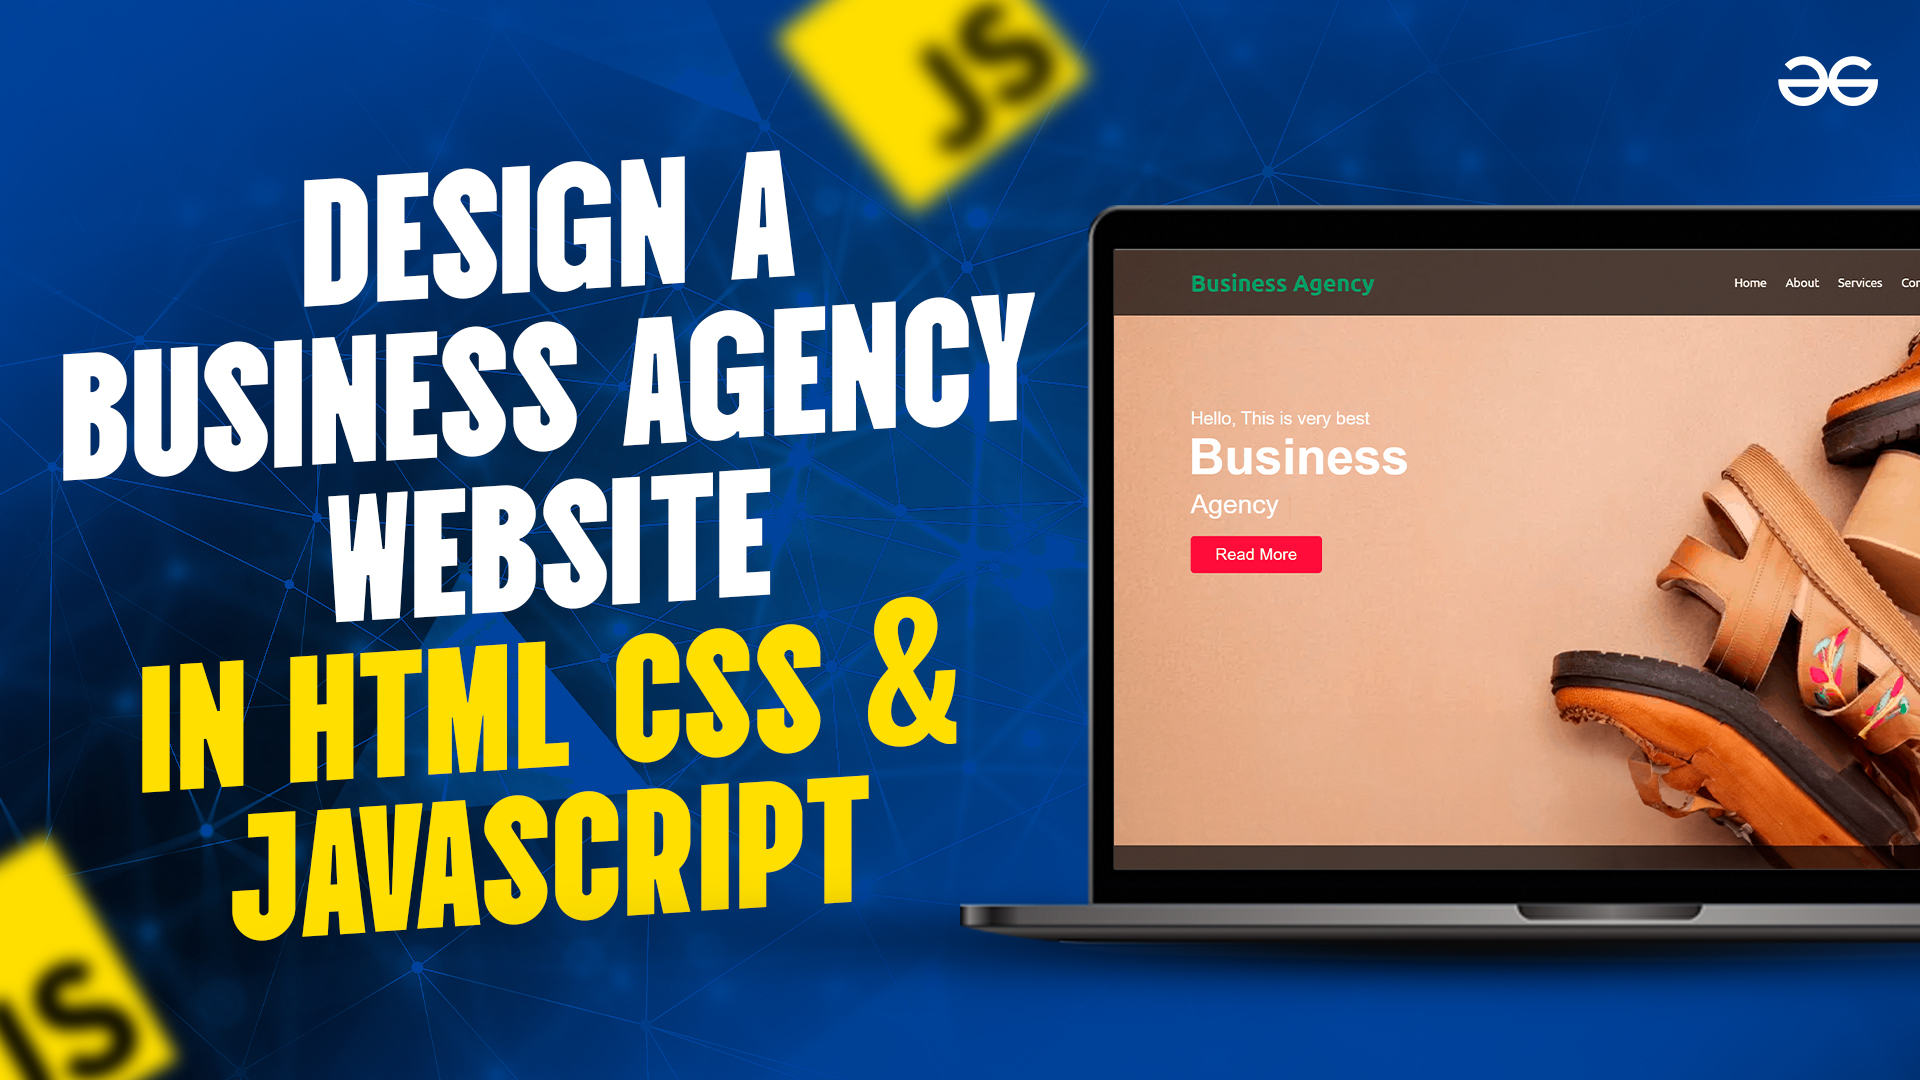 JS
DESIGN A
BUSINESS AGENCY
WEBSITE
IN HTML CSS &
JAVASCRIPT
JS
Business Agency
Home About Services
Hello, This is very best
Business
Agency
Read More